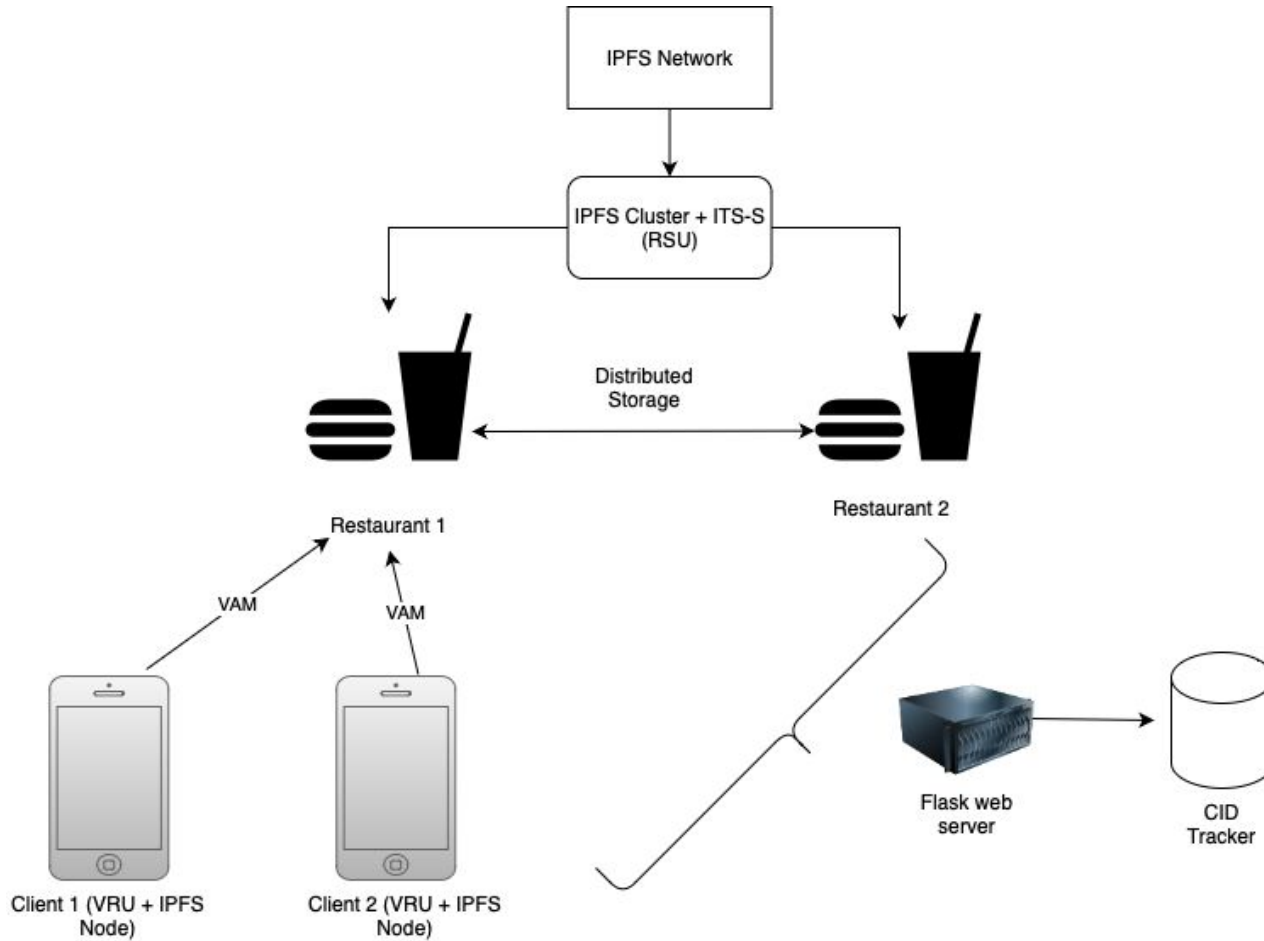 IPFS Network
IPFS Cluster + ITS-S
(RSU)
Distributed
Storage
Restaurant 1
Restaurant 2
VAM
VAM
Client 1 (VRU + IPFS
Node)
Client 2 (VRU + IPFS
Node)
Flask web
server
CID
Tracker